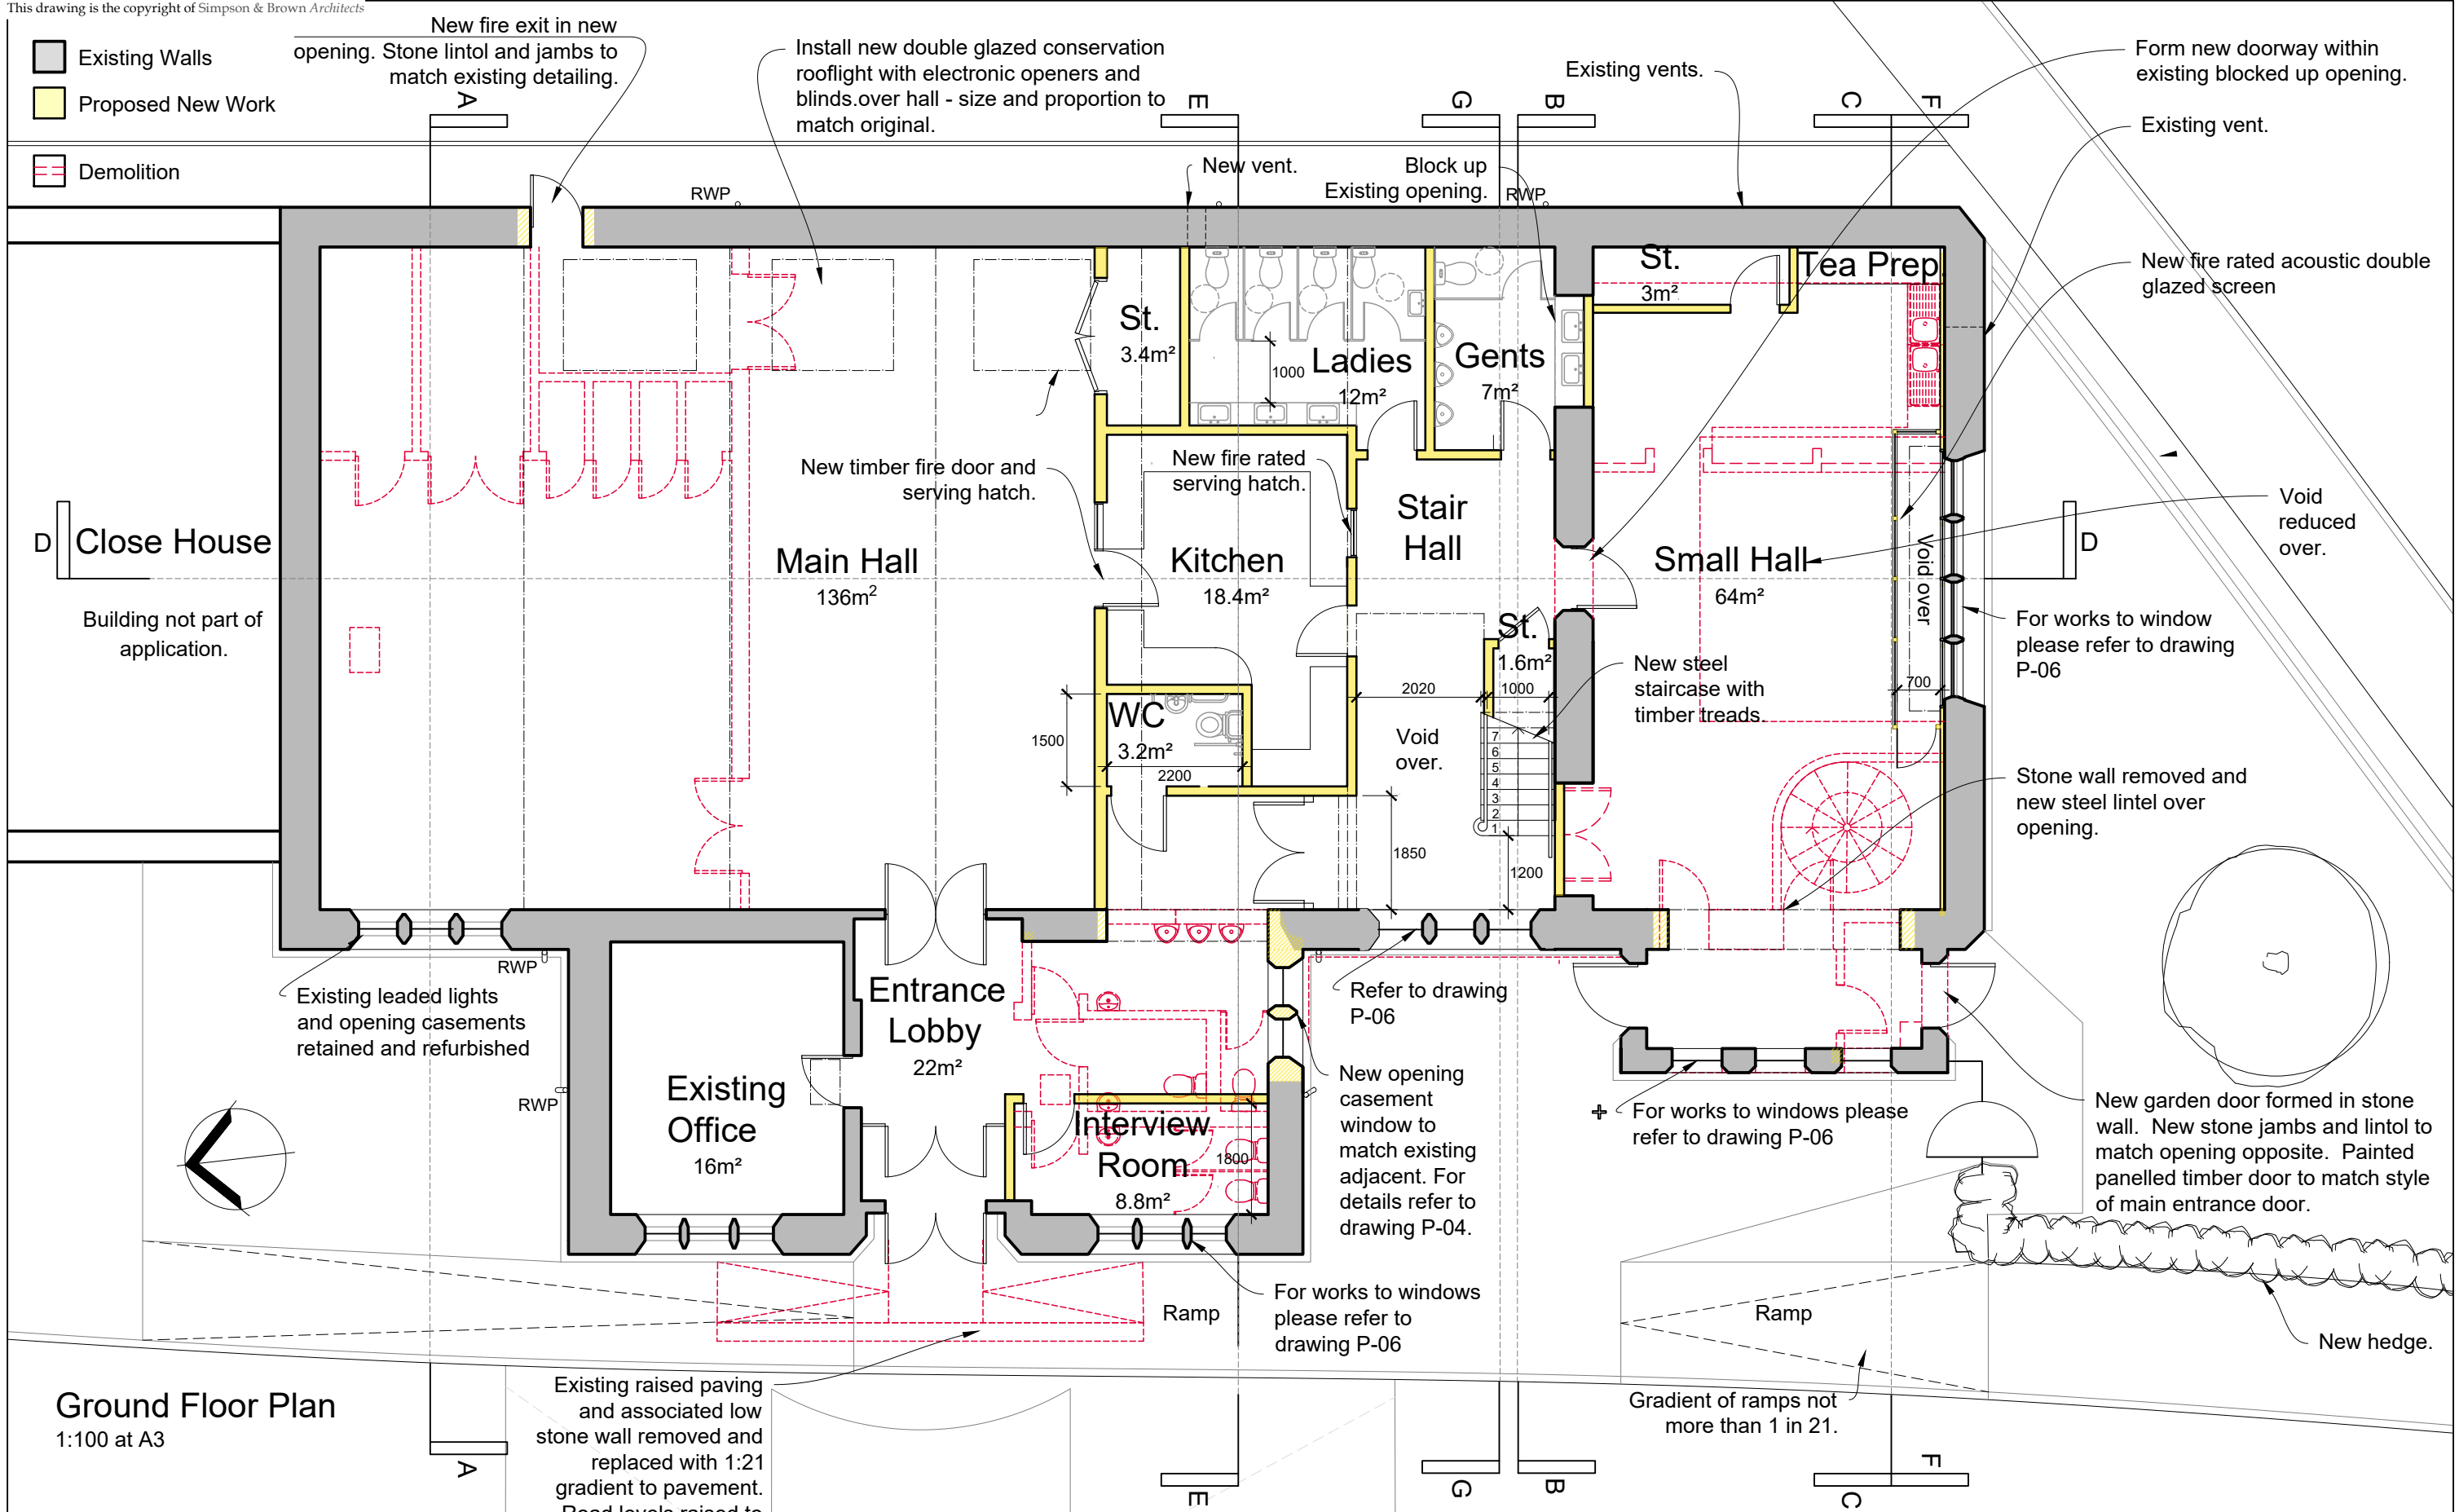 This drawing is the copyright of Simpson & Brown Architects
Existing Walls
Proposed New Work
Demolition
New fire exit in new
opening. Stone lintol and jambs to
match existing detailing.
Install new double glazed conservation
rooflight with electronic openers and
blinds.over hall - size and proportion to
match original.
Existing vents.
Form new doorway within
existing blocked up opening.
Existing vent.
A
E
G
B
C
F
New vent.
Block up
Existing opening.
RWP
RWP
New fire rated acoustic double
glazed screen
St.
3.4m²
Ladies
12m²
1000
Gents
7m²
St.
3m²
Tea Prep.
New timber fire door and
serving hatch.
New fire rated
serving hatch.
Stair
Hall
Void
reduced
over.
D
Close House
Building not part of
application.
Main Hall
136m²
Kitchen
18.4m²
Small Hall
64m²
Void over
D
For works to window
please refer to drawing
P-06
St.
1.6m²
New steel
staircase with
timber treads.
2020
1000
700
WC
3.2m²
1500
2200
Void
over.
7
6
5
4
3
2
1
1850
1200
Stone wall removed and
new steel lintel over
opening.
RWP
Existing leaded lights
and opening casements
retained and refurbished
RWP
Entrance
Lobby
22m²
Existing
Office
16m²
Interview
Room
8.8m²
1800
Refer to drawing
P-06
New opening
casement
window to
match existing
adjacent. For
details refer to
drawing P-04.
For works to windows please
refer to drawing P-06
New garden door formed in stone
wall. New stone jambs and lintol to
match opening opposite. Painted
panelled timber door to match style
of main entrance door.
For works to windows
please refer to
drawing P-06
Ramp
Ramp
New hedge.
Gradient of ramps not
more than 1 in 21.
Existing raised paving
and associated low
stone wall removed and
replaced with 1:21
gradient to pavement.
Road levels raised to
Ground Floor Plan
1:100 at A3
A
E
G
B
C
F